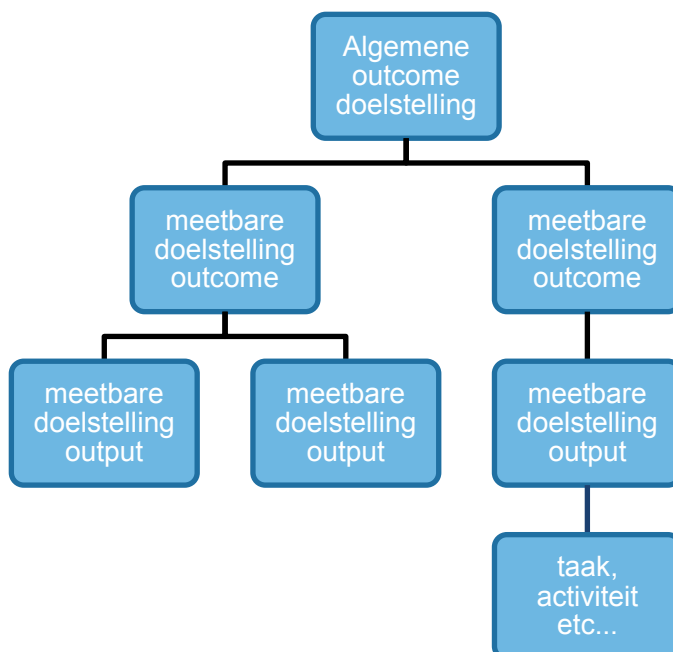 Algemene
outcome
doelstelling
meetbare
doelstelling
outcome
meetbare
doelstelling
outcome
meetbare
doelstelling
output
meetbare
doelstelling
output
meetbare
doelstelling
output
taak,
activiteit
etc...